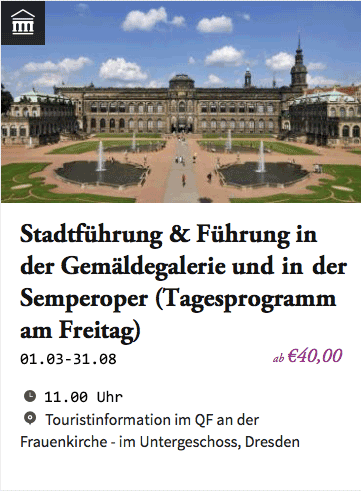 Stadtführung & Führung in
der Gemäldegalerie und in der
Semperoper (Tagesprogramm
am Freitag)
01.03-31.08
ab €40,00
11.00 Uhr
Touristinformation im QF an der
Frauenkirche - im Untergeschoss, Dresden